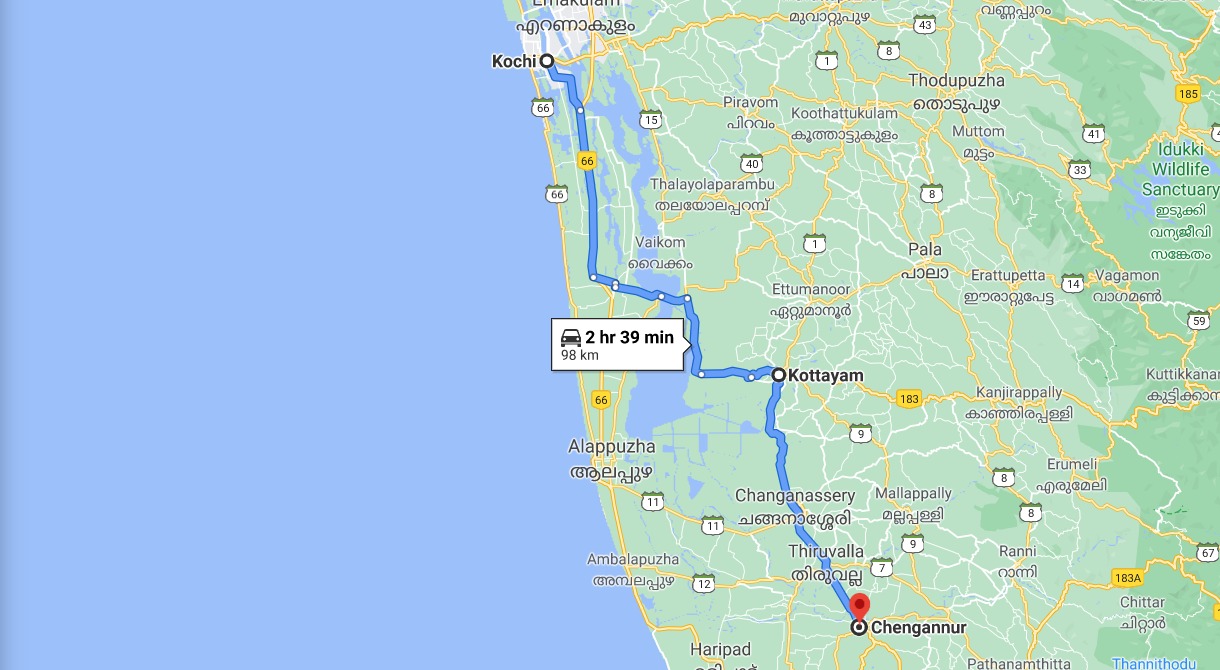 Ernakulam
എറണാകുളം
മൂവാറ്റുപുഴ
43
വണ്ണപ്പുറം
8
1
Kochi
Thodupuzha
തൊടുപുഴ
185
66
Piravom
പിറവം
Koothattukulam
കൂത്താട്ടുകുളം
15
Muttom
മുട്ടം
41
66
40
33
Idukki
Wildlife
Sanctuary
ഇടുക്കി
വന്യജീവി
സങ്കേതം
66
Thalayolaparambu
തലയോലപ്പറമ്പ്
8
Vaikom
വൈക്കം
1
Pala
പാലാ
Ettumanoor
ഏറ്റുമാനൂർ
Erattupetta
ഈരാറ്റുപേട്ട
14
Vagamon
വാഗമൺ
59
2 hr 39 min
98 km
Kottayam
Kuttikkanam
183
Kanjirappally
കാഞ്ഞിരപ്പള്ളി
66
9
Alappuzha
ആലപ്പുഴ
Erumeli
എരുമേലി
8
Changanassery
ചങ്ങനാശ്ശേരി
Mallappally
മല്ലപ്പള്ളി
11
11
8
Thiruvalla
തിരുവല്ല
9
Ranni
റാന്നി
67
Ambalapuzha
അമ്പലപ്പുഴ
7
12
183A
Chittar
ചിറ്റാർ
Chengannur
Haripad
Pathanamthitta
Thannithodu